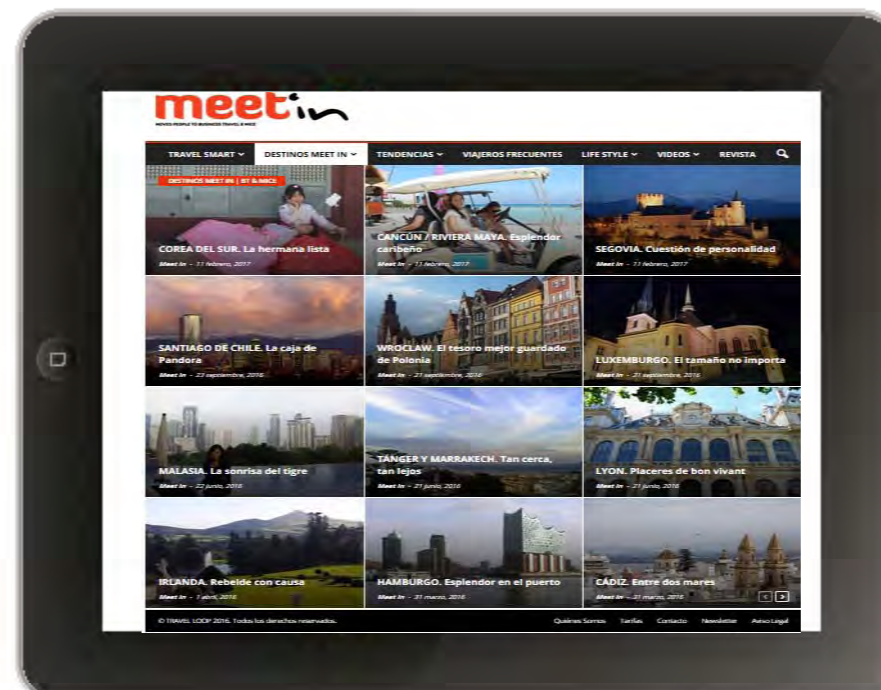 meet in
MOVES PEOPLE TO BUSINESS TRAVEL & MICE
TRAVEL SMART DESTINOS MEET IN TENDENCIAS VIAJEROS FRECUENTES LIFE STYLE VIDEOS REVISTA
DESTINOS MEET IN | BT & MICE
COREA DEL SUR. La hermana lista
Meet In - 11 febrero, 2017
CANCÚN / RIVIERA MAYA. Esplendor
caribeño
Meet In - 11 febrero, 2017
SEGOVIA. Cuestión de personalidad
Meet In - 11 febrero, 2017
SANTIAGO DE CHILE. La caja de
Pandora
Meet In - 23 septiembre, 2016
WROCLAW. El tesoro mejor guardado
de Polonia
Meet In - 21 septiembre, 2016
LUXEMBURGO. El tamaño no importa
Meet In - 21 septiembre, 2016
MALASIA. La sonrisa del tigre
Meet In - 22 junio, 2016
TÁNGER Y MARRAKECH. Tan cerca,
tan lejos
Meet In - 21 junio, 2016
LYON. Placeres de bon vivant
Meet In - 21 junio, 2016
IRLANDA. Rebelde con causa
Meet In - 1 abril, 2016
HAMBURGO. Esplendor en el puerto
Meet In - 31 marzo, 2016
CÁDIZ. Entre dos mares
Meet In - 31 marzo, 2016
© TRAVEL LOOP 2016. Todos los derechos reservados. Quiénes Somos Tarifas Contacto Newsletter Aviso Legal